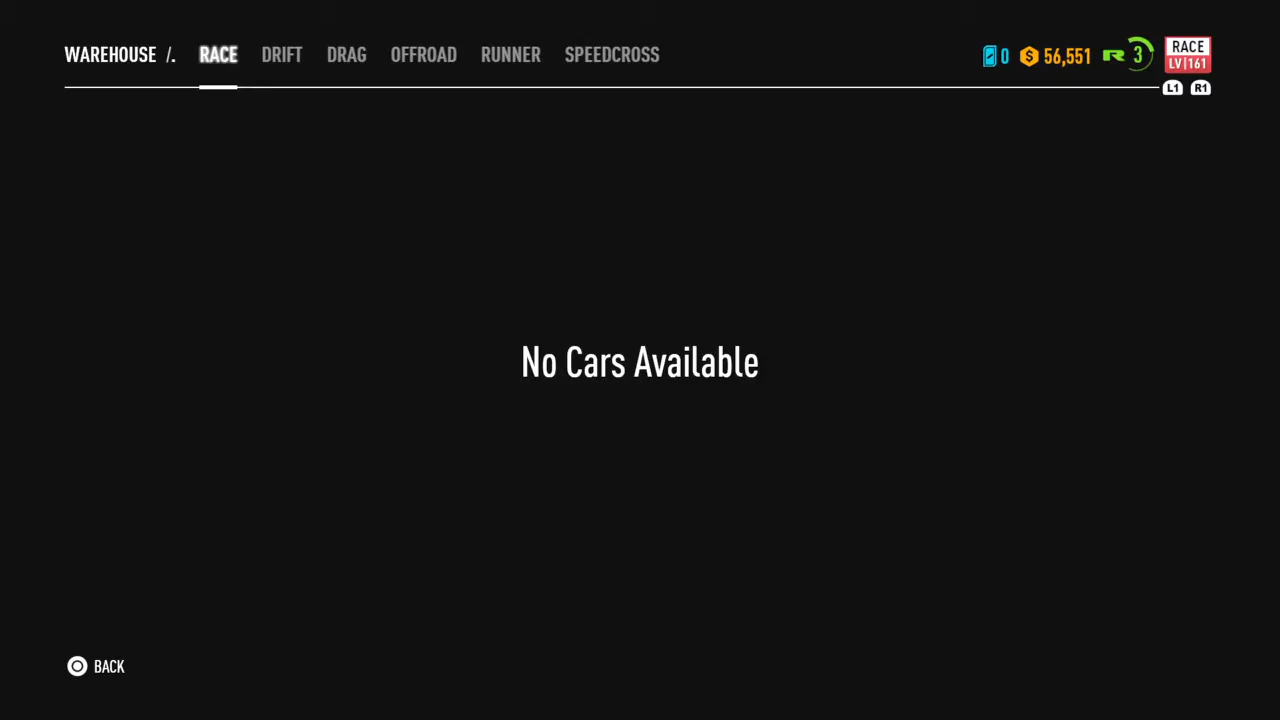 WAREHOUSE /. RACE DRIFT DRAG OFFROAD RUNNER SPEEDCROSS 0 56,551 R 3 RACE
LV|161
L1 R1
No Cars Available
BACK